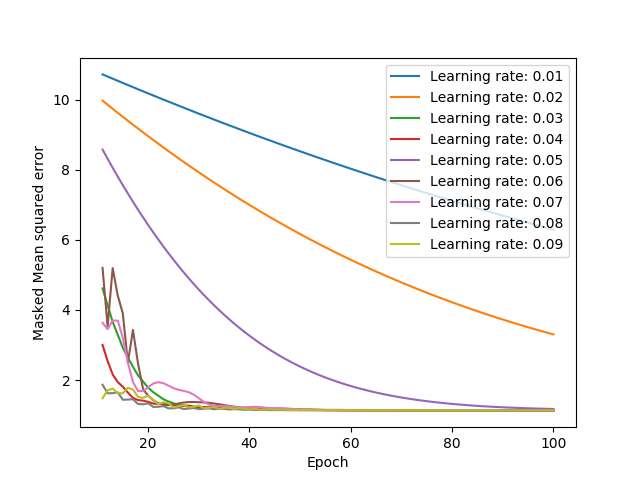 Masked Mean squared error
10
8
6
4
2
20
40
60
80
100
Epoch
Learning rate: 0.01
Learning rate: 0.02
Learning rate: 0.03
Learning rate: 0.04
Learning rate: 0.05
Learning rate: 0.06
Learning rate: 0.07
Learning rate: 0.08
Learning rate: 0.09